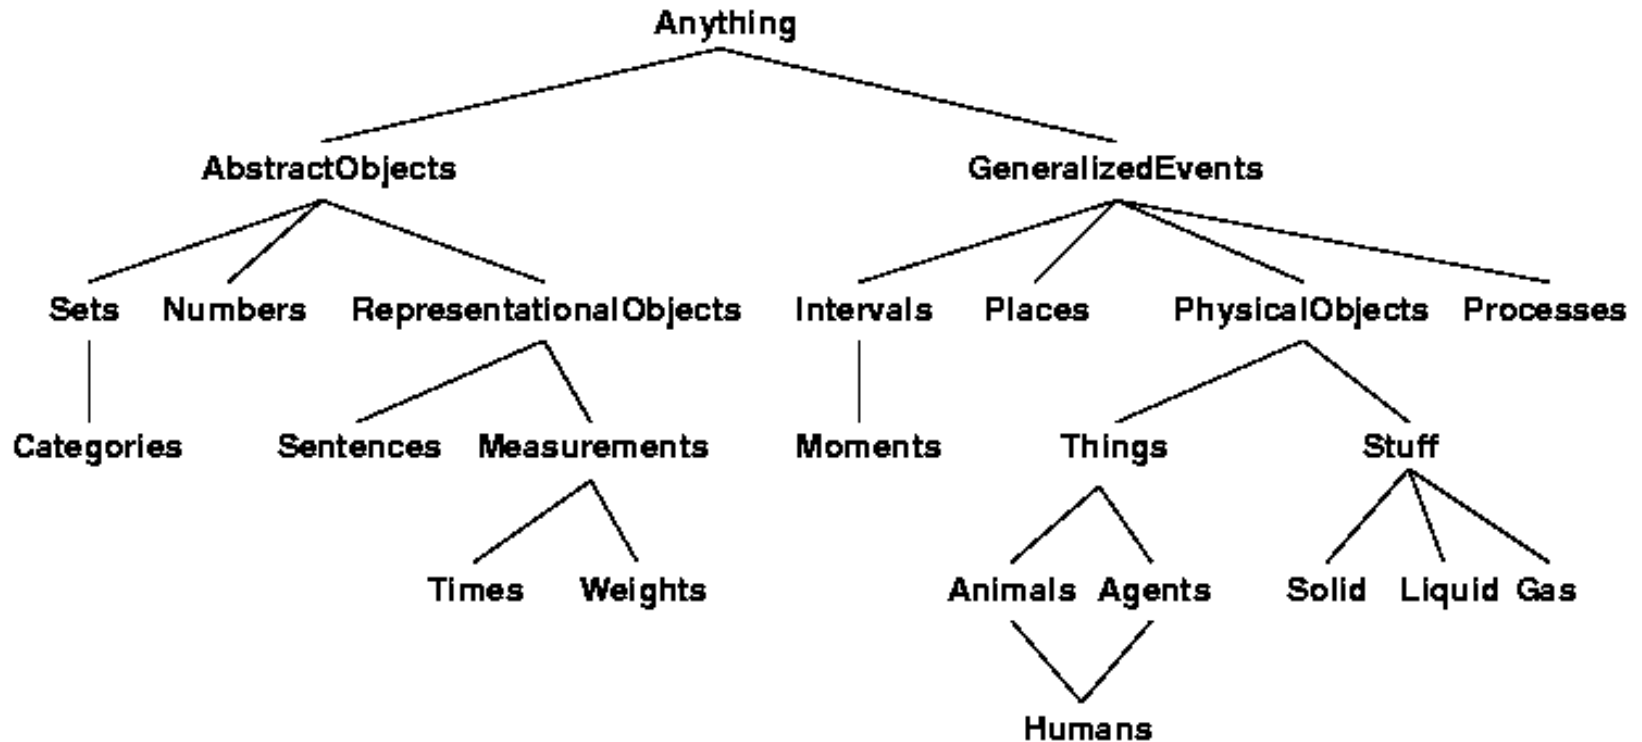 Anything
AbstractObjects GeneralizedEvents
Sets Numbers RepresentationalObjects Intervals Places PhysicalObjects Processes
Categories Sentences Measurements Moments Things Stuff
Times Weights Animals Agents Solid Liquid Gas
Humans